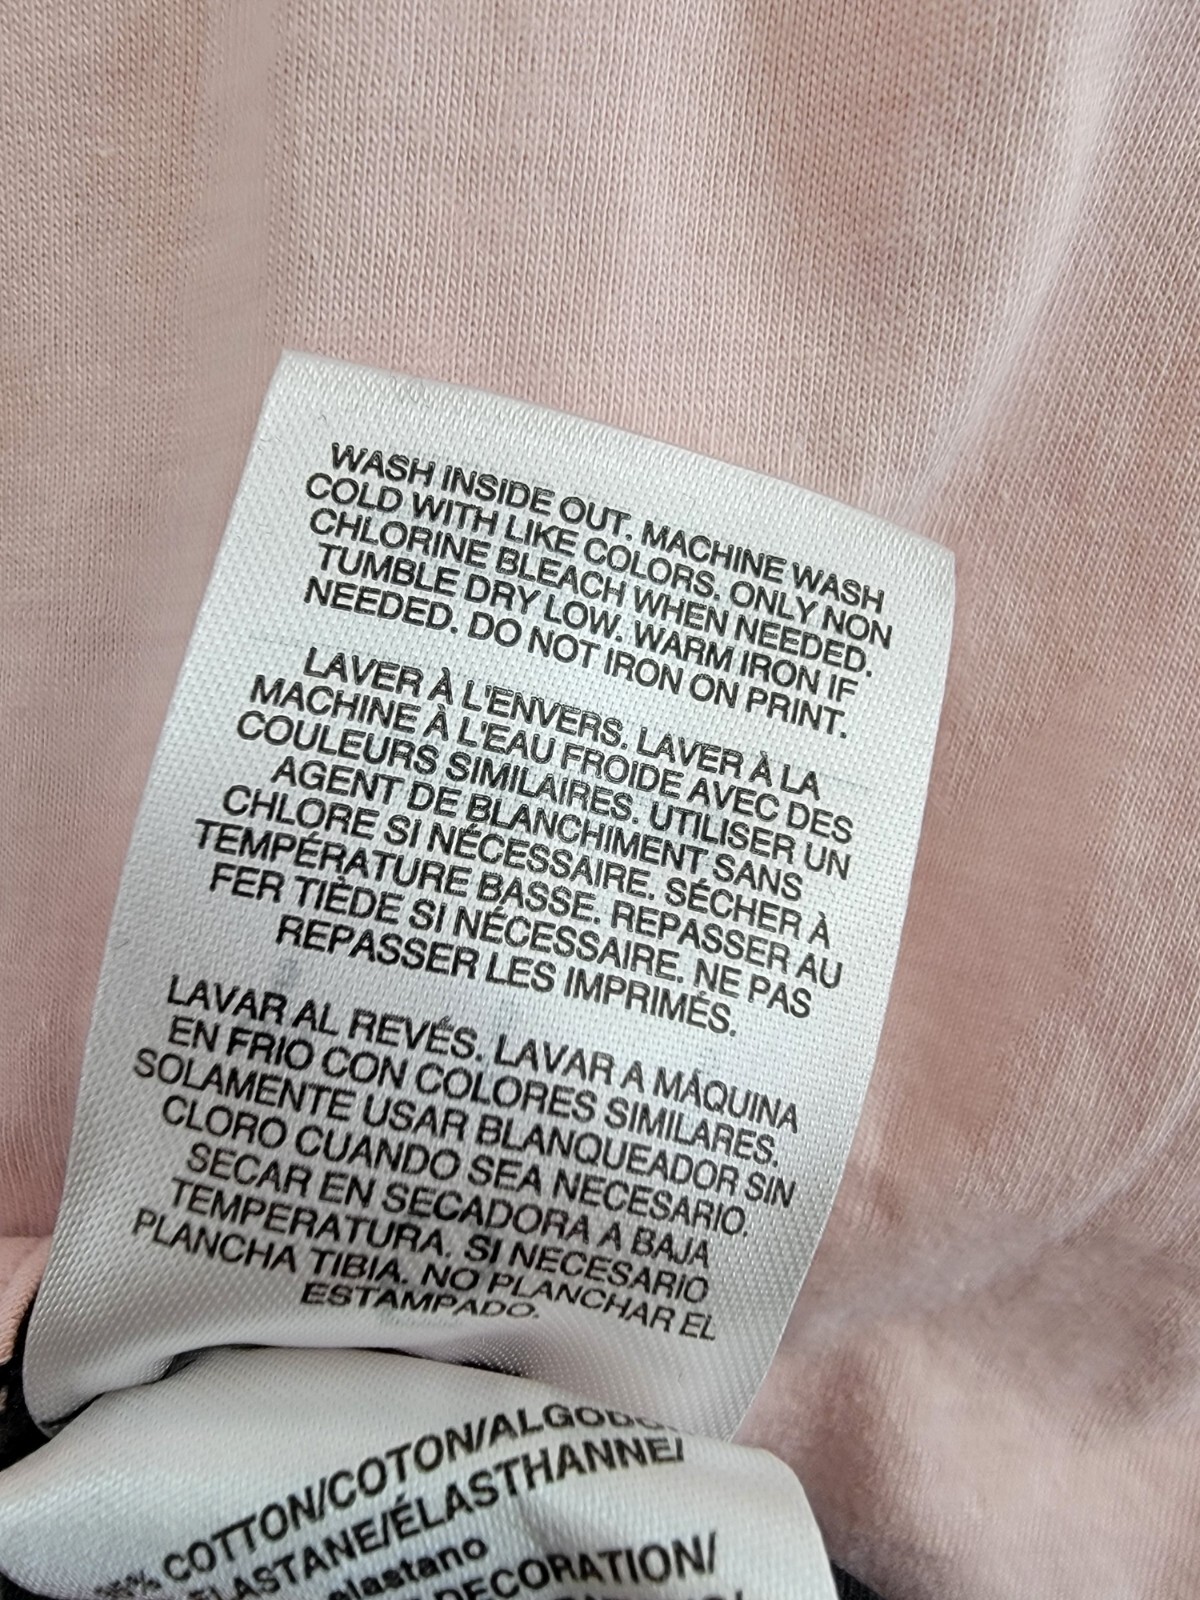 WASH INSIDE OUT. MACHINE WASH
COLD WITH LIKE COLORS. ONLY NON
CHLORINE BLEACH WHEN NEEDED.
TUMBLE DRY LOW. WARM IRON IF
NEEDED. DO NOT IRON ON PRINT.
LAVER À L'ENVERS. LAVER À LA
MACHINE À L'EAU FROIDE AVEC DES
COULEURS SIMILAIRES. UTILISER UN
AGENT DE BLANCHIMENT SANS
CHLORE SI NÉCESSAIRE. SÉCHER À
TEMPÉRATURE BASSE. REPASSER AU
FER TIÈDE SI NÉCESSAIRE. NE PAS
REPASSER LES IMPRIMÉS.
LAVAR AL REVÉS. LAVAR A MÁQUINA
EN FRIO CON COLORES SIMILARES.
SOLAMENTE USAR BLANQUEADOR SIN
CLORO CUANDO SEA NECESARIO.
SECAR EN SECADORA A BAJA
TEMPERATURA. SI NECESARIO
PLANCHA TIBIA. NO PLANCHAR EL
ESTAMPADO.
COTTON/COTON/
ELASTANE/ÉLASTHANNE/
elastano
DECORATION/